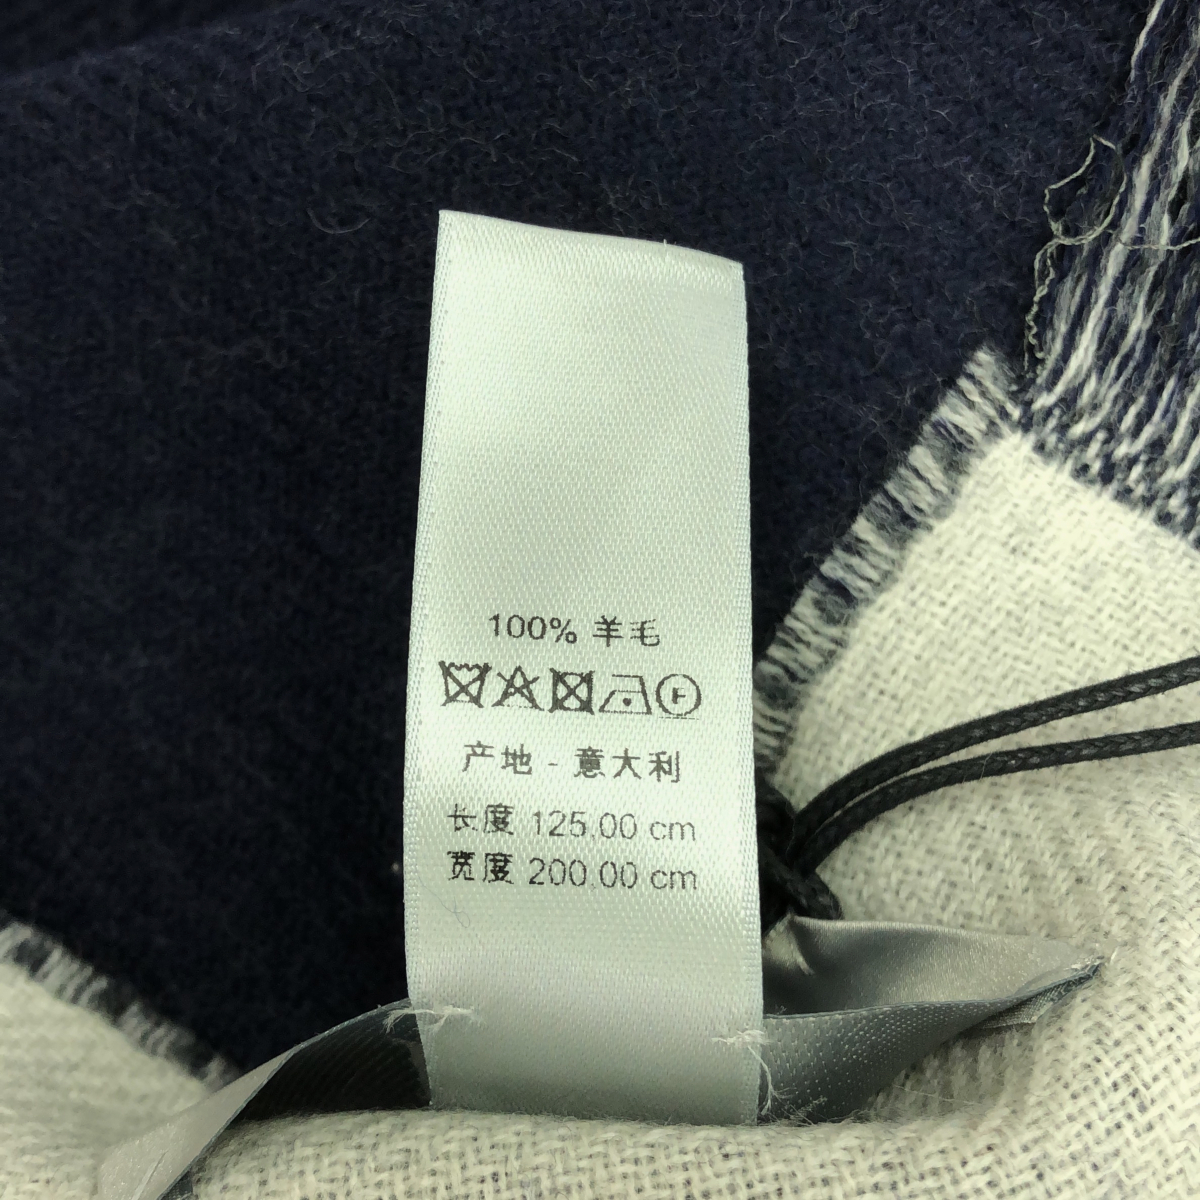 100% 羊毛
F
产地 - 意大利
长度 125.00 cm
宽度 200.00 cm